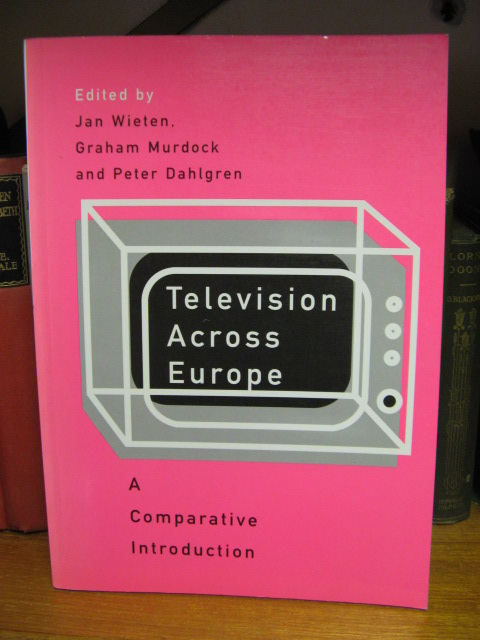 Edited by
Jan Wieten,
Graham Murdock
and Peter Dahlgren
Television
Across
Europe
A
Comparative
Introduction